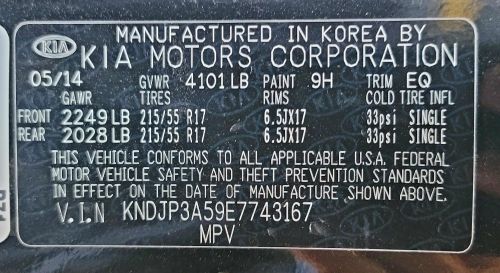 MANUFACTURED IN KOREA BY
KIA KIA MOTORS CORPORATION
05/14 GVWR 4101 LB PAINT 9H TRIM EQ
GAWR TIRES RIMS COLD TIRE INFL
FRONT 2249 LB 215/55 R17 6.5JX17 33psi SINGLE
REAR 2028 LB 215/55 R17 6.5JX17 33psi SINGLE
THIS VEHICLE CONFORMS TO ALL APPLICABLE U.S.A. FEDERAL
MOTOR VEHICLE SAFETY AND THEFT PREVENTION STANDARDS
IN EFFECT ON THE DATE OF MANUFACTURE SHOWN ABOVE.
V.I.N KNDJP3A59E7743167
MPV